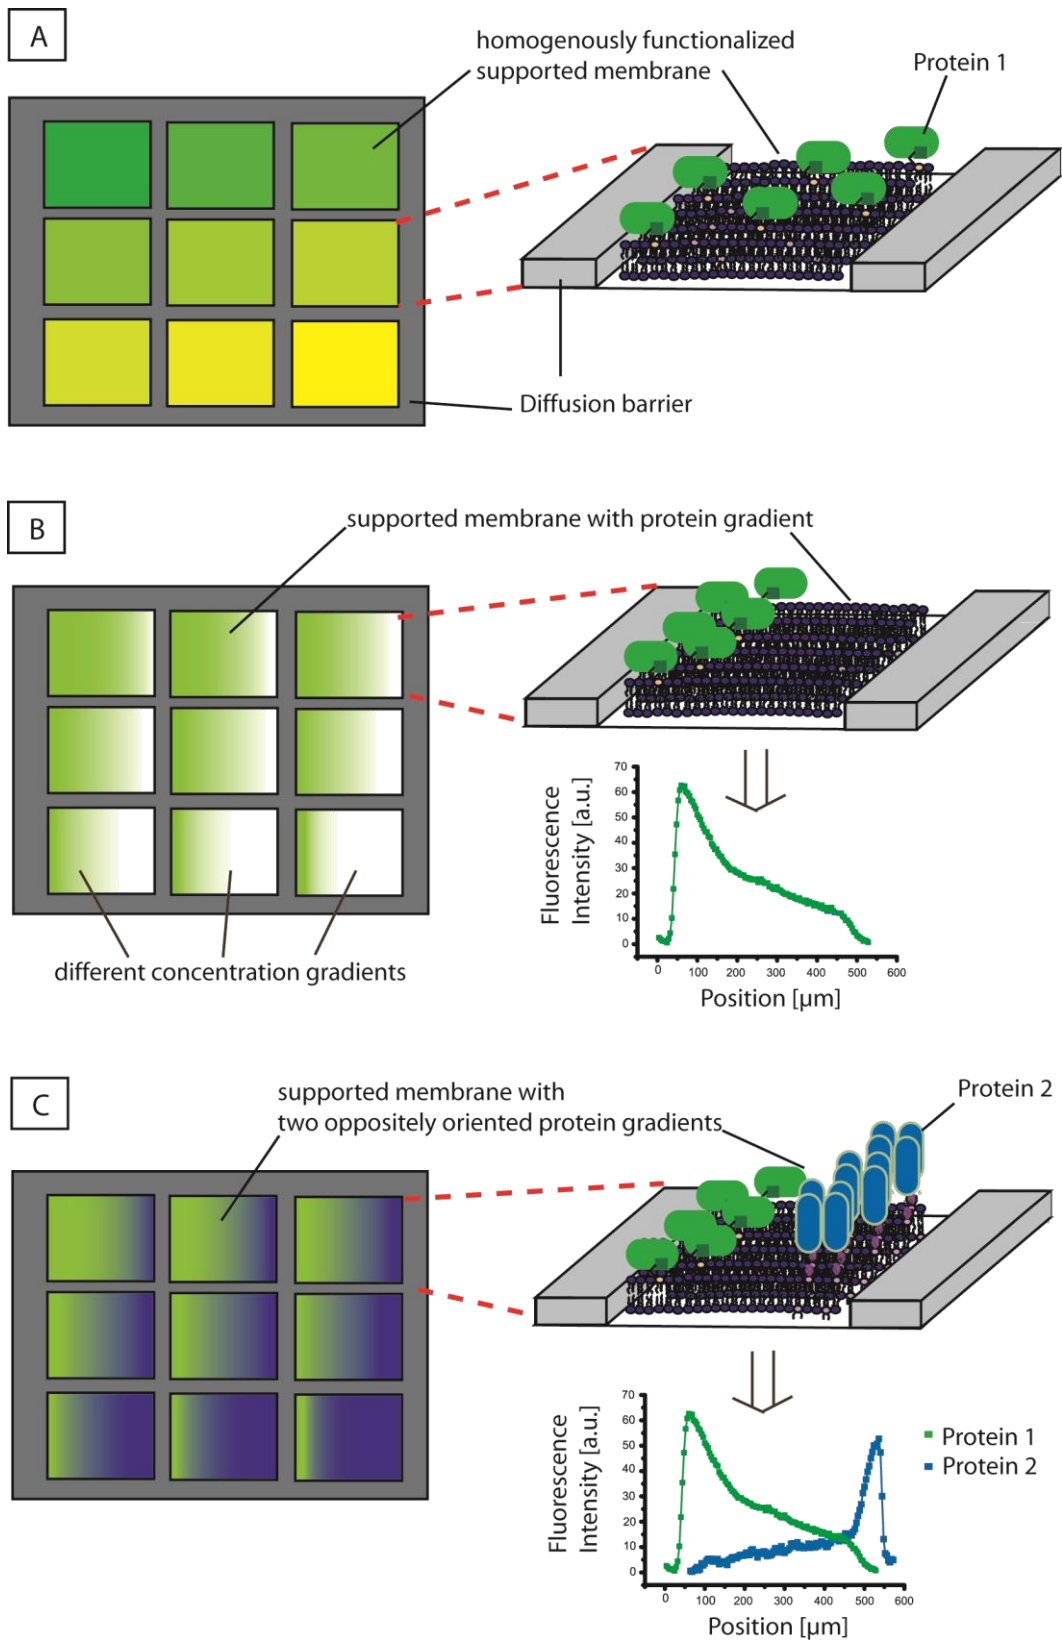 A
homogenously functionalized
supported membrane
Protein 1
Diffusion barrier
B
supported membrane with protein gradient
different concentration gradients
Fluorescence
Intensity [a.u.]
70
60
50
40
30
20
10
0
0 100 200 300 400 500 600
Position [µm]
C
supported membrane with
two oppositely oriented protein gradients
Protein 2
Fluorescence
Intensity [a.u.]
70
60
50
40
30
20
10
0
0 100 200 300 400 500 600
Position [µm]
Protein 1
Protein 2